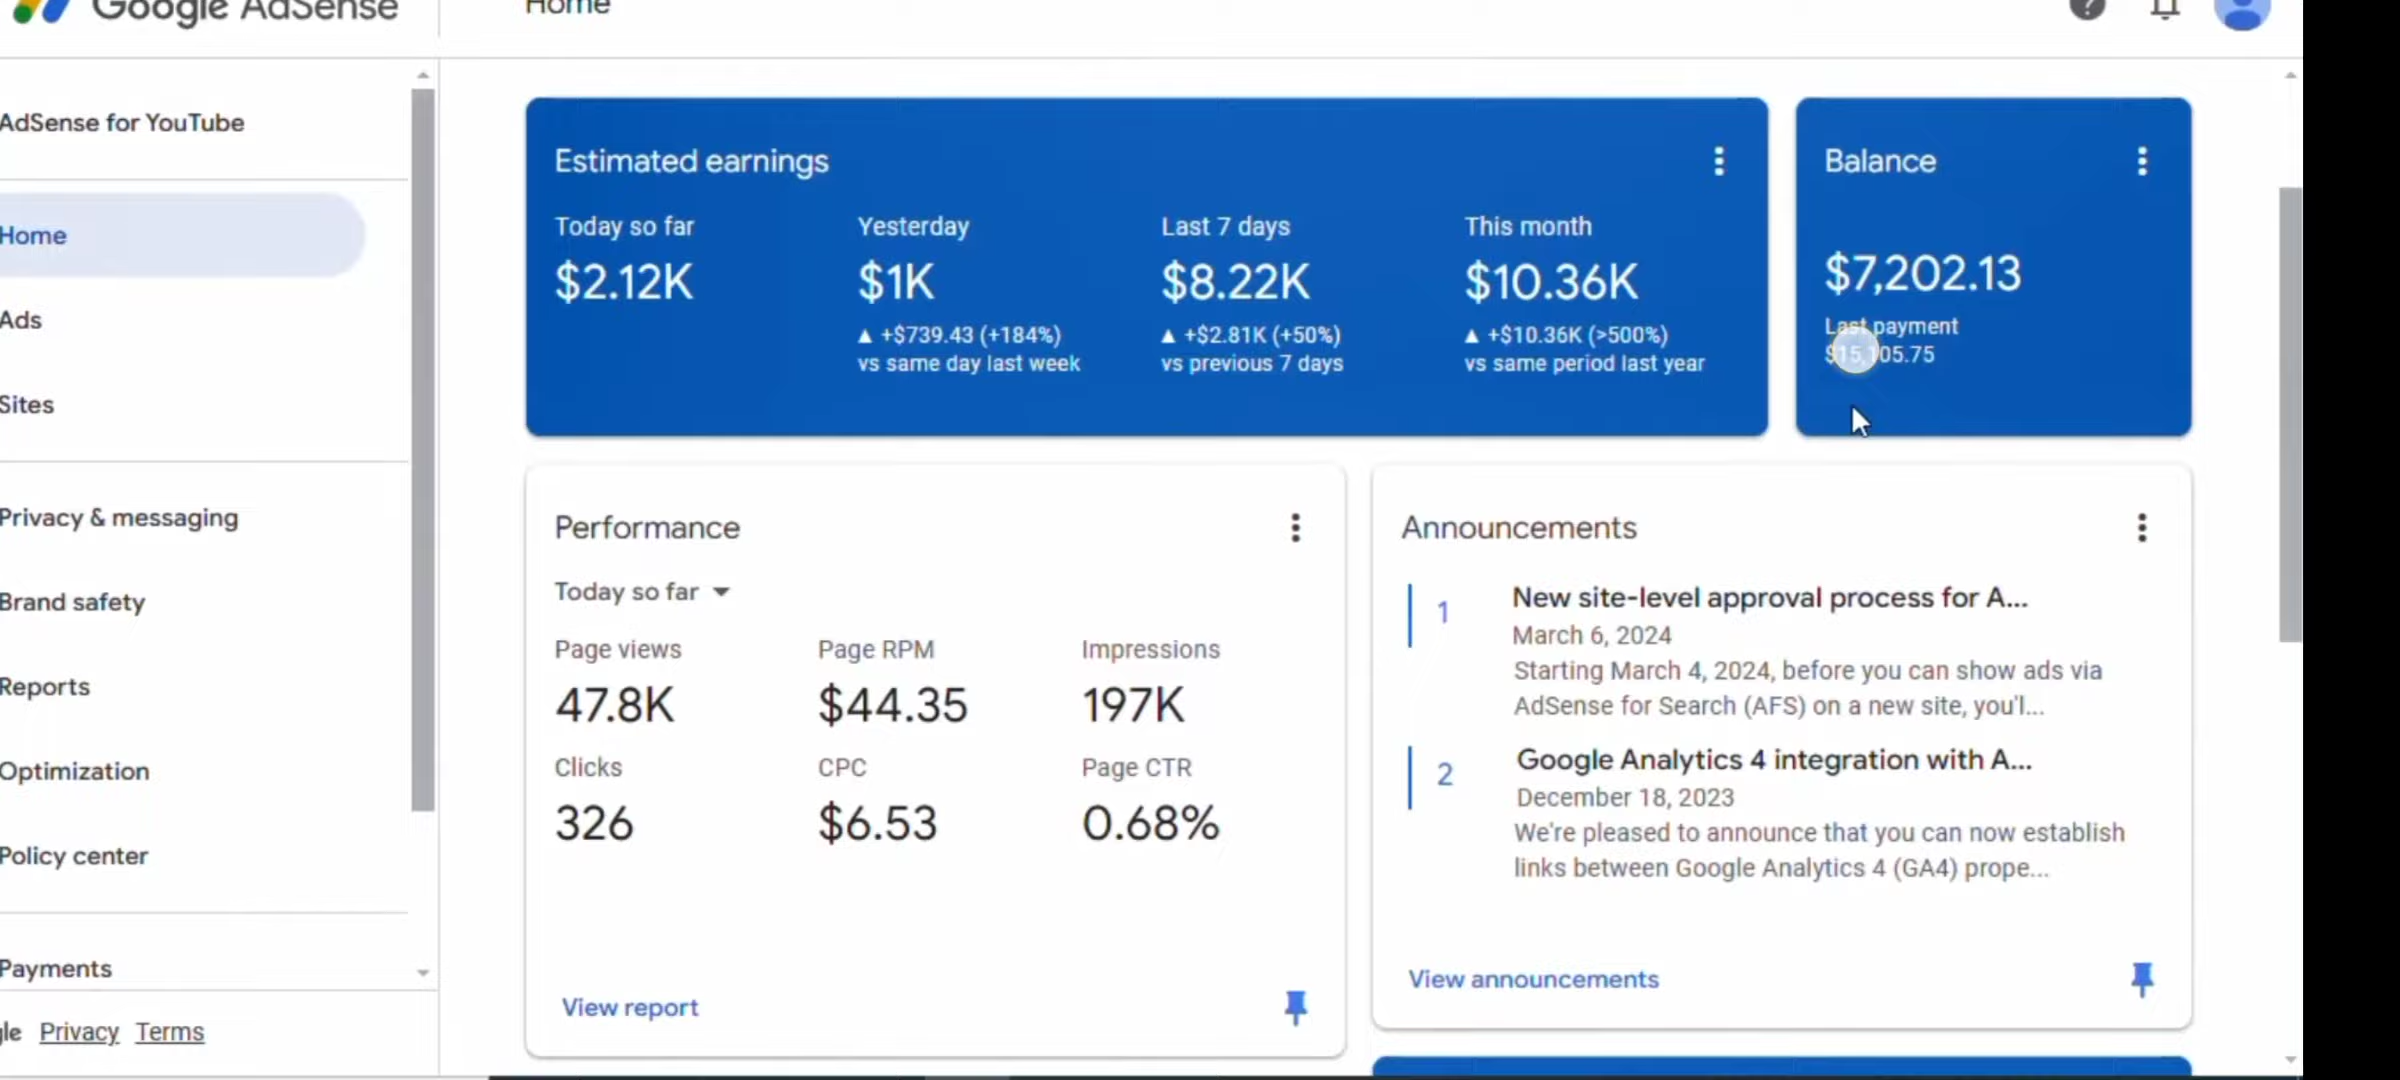 Google AdSense
Home
AdSense for YouTube
Home
Ads
Sites
Privacy & messaging
Brand safety
Reports
Optimization
Policy center
Payments
gle Privacy Terms
Estimated earnings
Today so far
$2.12K
Yesterday
$1K
▲ +$739.43 (+184%)
vs same day last week
Last 7 days
$8.22K
▲ +$2.81K (+50%)
vs previous 7 days
This month
$10.36K
▲ +$10.36K (>500%)
vs same period last year
Balance
$7,202.13
Last payment
$15,105.75
Performance
Today so far
Page views
47.8K
Page RPM
$44.35
Impressions
197K
Clicks
326
CPC
$6.53
Page CTR
0.68%
View report
Announcements
1
New site-level approval process for A...
March 6, 2024
Starting March 4, 2024, before you can show ads via
AdSense for Search (AFS) on a new site, you'l...
2
Google Analytics 4 integration with A...
December 18, 2023
We're pleased to announce that you can now establish
links between Google Analytics 4 (GA4) prope...
View announcements